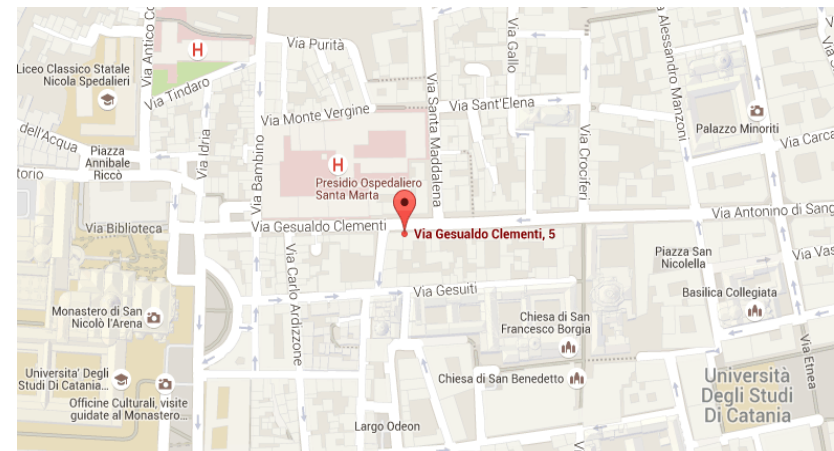 Via Antico Co
H
Via Purità
Via Gallo
Via Alessandro Manzoni
Liceo Classico Statale
Nicola Spedalieri
Via Tindaro
Via Monte Vergine
Via Santa Maddalena
Via Sant'Elena
Palazzo Minoriti
dell'Acqua
Piazza
Annibale
Riccò
torio
Via Idria
Via Bambino
H
Presidio Ospedaliero
Santa Marta
Via Crociferi
Via Carca
Via Biblioteca
Via Gesualdo Clementi
Via Gesualdo Clementi, 5
Via Antonino di Sang
Via Carlo Ardizzone
Piazza San
Nicolella
Via Vas
Via Gesuiti
Basilica Collegiata
Monastero di San
Nicolò l'Arena
Chiesa di San
Francesco Borgia
Via Etnea
Universita' Degli
Studi Di Catania...
Chiesa di San Benedetto
Università
Degli Studi
Di Catania
Officine Culturali, visite
guidate al Monastero...
Largo Odeon